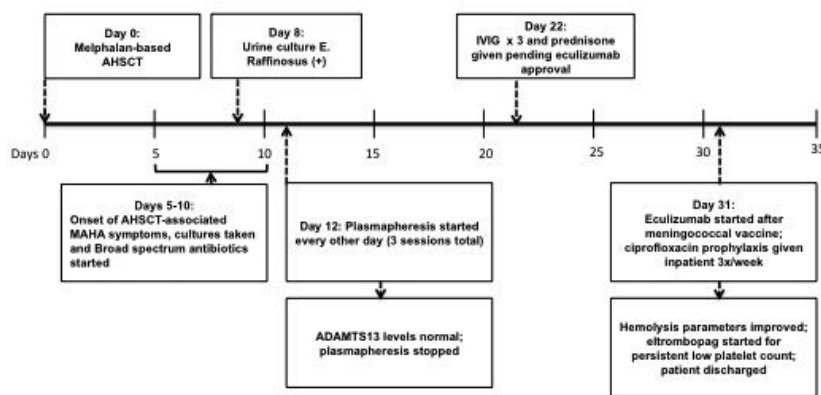 Day 0:
Melphalan-based
AHSCT
Day 8:
Urine culture E.
Raffinosus (+)
Day 22:
IVIG x 3 and prednisone
given pending eculizumab
approval
Days 0
5
10
15
20
25
30
35
Days 5-10:
Onset of AHSCT-associated
MAHA symptoms, cultures taken
and Broad spectrum antibiotics
started
Day 12: Plasmapheresis started
every other day (3 sessions total)
Day 31:
Eculizumab started after
meningococcal vaccine;
ciprofloxacin prophylaxis given
inpatient 3x/week
ADAMTS13 levels normal;
plasmapheresis stopped
Hemolysis parameters improved;
eltrombopag started for
persistent low platelet count;
patient discharged